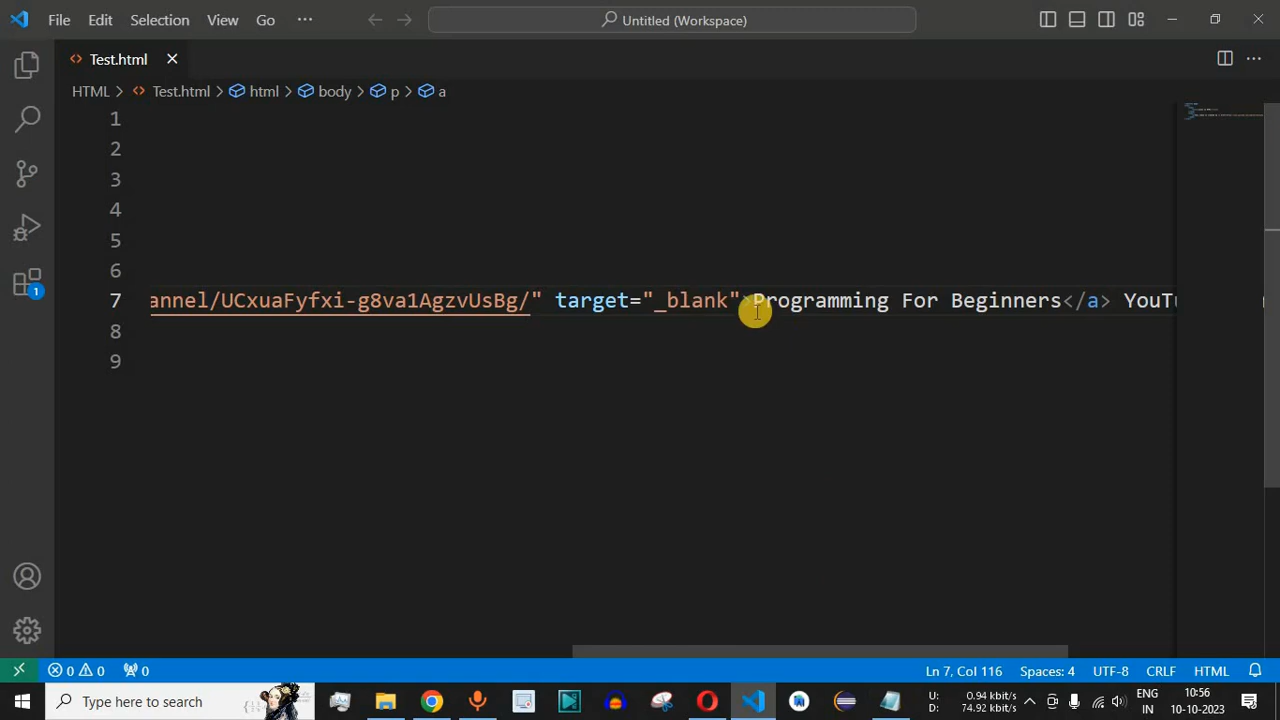 File Edit Selection View Go ··· Untitled (Workspace)
Test.html
HTML > Test.html > html > body > p > a
1
2
3
4
5
6
7 annel/UCxuaFyfxi-g8va1AgzvUsBg/" target="_blank">Programming For Beginners</a>
8
9
1
0 0 0 Ln 7, Col 116 Spaces: 4 UTF-8 CRLF HTML
Type here to search
U: 0.94 kbit/s
D: 74.92 kbit/s
ENG
IN
10:56
10-10-2023